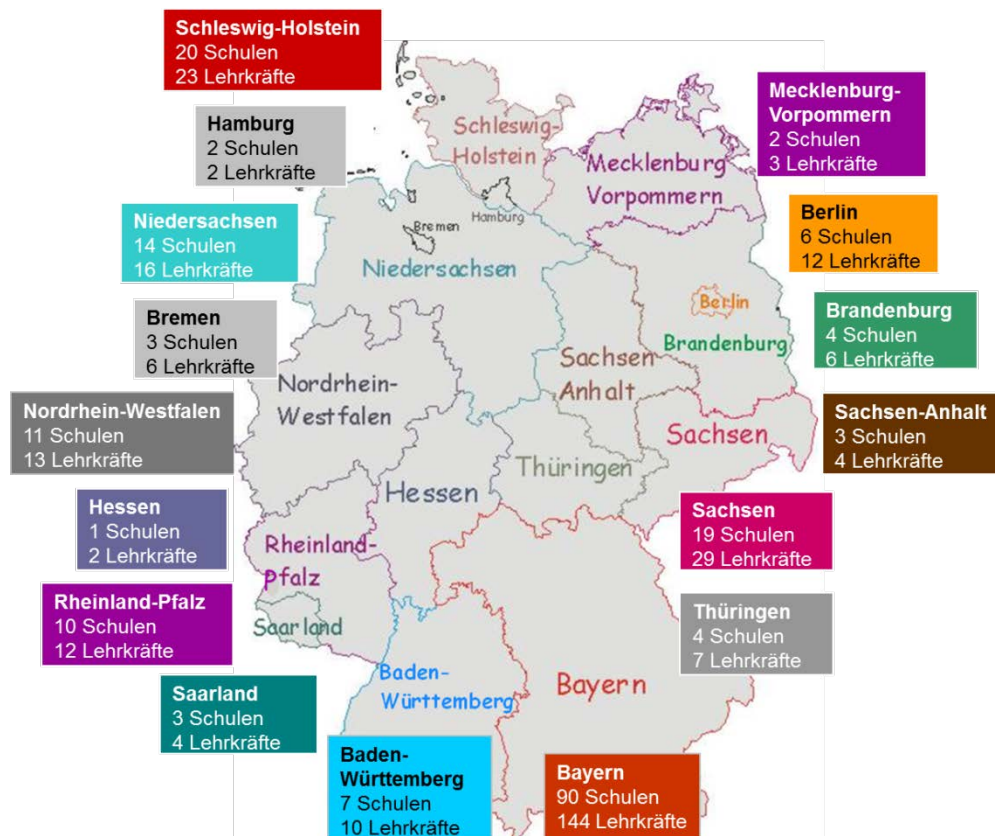 Schleswig-Holstein
20 Schulen
23 Lehrkräfte
Hamburg
2 Schulen
2 Lehrkräfte
Niedersachsen
14 Schulen
16 Lehrkräfte
Bremen
3 Schulen
6 Lehrkräfte
Nordrhein-Westfalen
11 Schulen
13 Lehrkräfte
Hessen
1 Schulen
2 Lehrkräfte
Rheinland-Pfalz
10 Schulen
12 Lehrkräfte
Saarland
3 Schulen
4 Lehrkräfte
Baden-
Württemberg
7 Schulen
10 Lehrkräfte
Bayern
90 Schulen
144 Lehrkräfte
Mecklenburg-
Vorpommern
2 Schulen
3 Lehrkräfte
Berlin
6 Schulen
12 Lehrkräfte
Brandenburg
4 Schulen
6 Lehrkräfte
Sachsen-Anhalt
3 Schulen
4 Lehrkräfte
Sachsen
19 Schulen
29 Lehrkräfte
Thüringen
4 Schulen
7 Lehrkräfte
Schleswig-
Holstein
Mecklenburg
Vorpommern
Hamburg
Bremen
Niedersachsen
Berlin
Brandenburg
Sachsen
Anhalt
Nordrhein-
Westfalen
Sachsen
Thüringen
Hessen
Rheinland-
Pfalz
Saarland
Baden-
Württemberg
Bayern